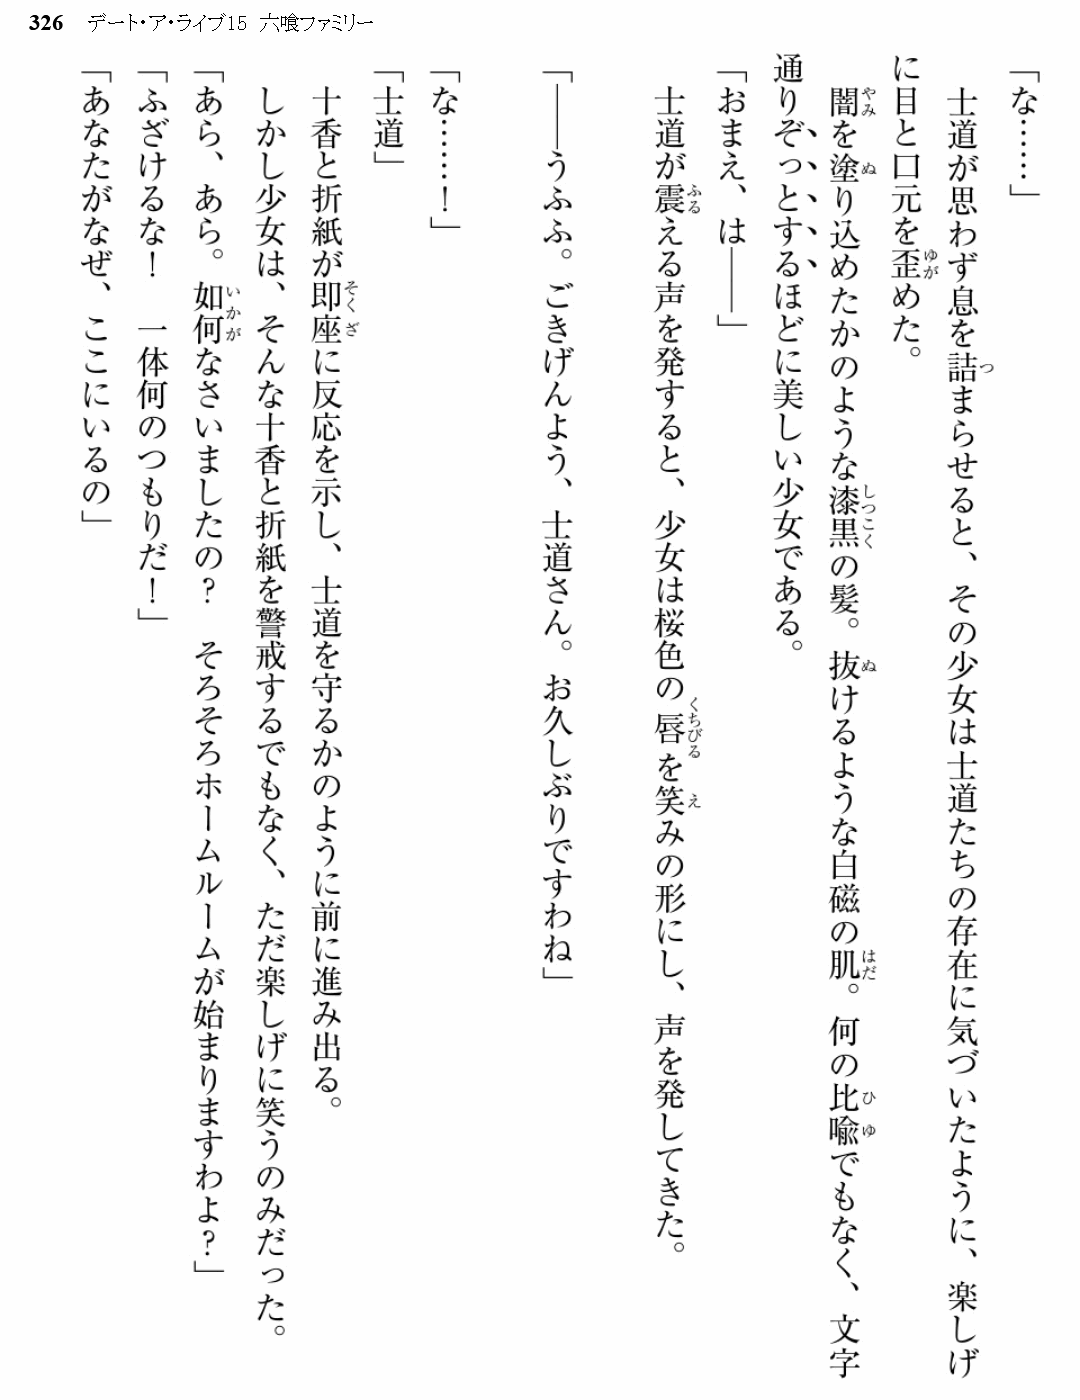 326 デート・ア・ライブ15 六喰ファミリー
「な……」
　士道が思わず息を詰まらせると、その少女は士道たちの存在に気づいたように、楽しげ
に目と口元を歪めた。
　闇を塗り込めたかのような漆黒の髪。抜けるような白磁の肌。何の比喩でもなく、文字
通りぞっとするほどに美しい少女である。
「おまえ、は――」
　士道が震える声を発すると、少女は桜色の唇を笑みの形にし、声を発してきた。
「――うふふ。ごきげんよう、士道さん。お久しぶりですわね」
「な……！」
「士道」
　十香と折紙が即座に反応を示し、士道を守るかのように前に進み出る。
　しかし少女は、そんな十香と折紙を警戒するでもなく、ただ楽しげに笑うのみだった。
「あら、あら。如何なさいましたの？　そろそろホームルームが始まりますわよ？」
「ふざけるな！　一体何のつもりだ！」
「あなたがなぜ、ここにいるの」